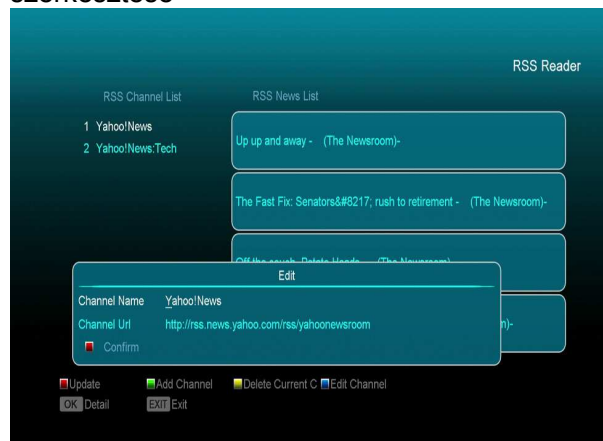 RSS Reader
RSS Channel List
RSS News List
1 Yahoo!News
2 Yahoo!News:Tech
Up up and away - (The Newsroom)-
The Fast Fix: Senators&#8217; rush to retirement - (The Newsroom)-
Edit
Channel Name Yahoo!News
Channel Url http://rss.news.yahoo.com/rss/yahoonewsroom
n)-
Confirm
Update Add Channel Delete Current C Edit Channel
OK Detail EXIT Exit